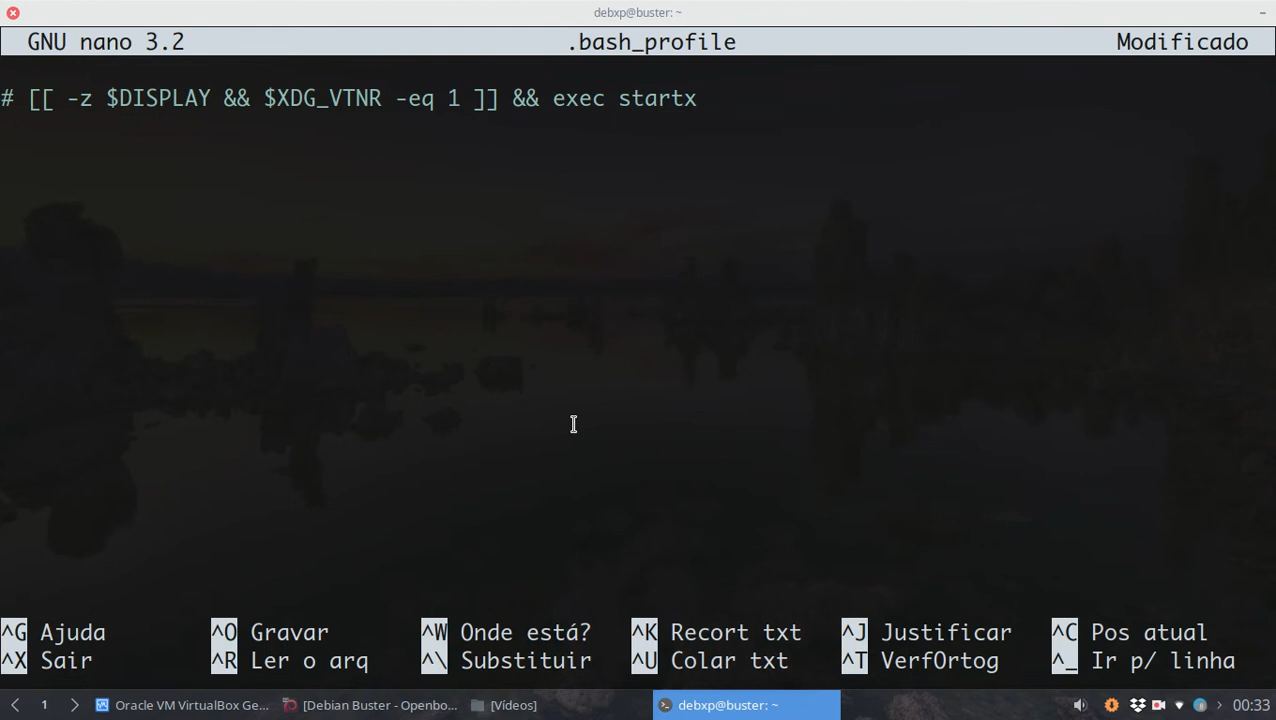 debxp@buster: ~
GNU nano 3.2 .bash_profile Modificado
# [[ -z $DISPLAY && $XDG_VTNR -eq 1 ]] && exec startx
^G Ajuda ^O Gravar ^W Onde está? ^K Recort txt ^J Justificar ^C Pos atual
^X Sair ^R Ler o arq ^\ Substituir ^U Colar txt ^T VerfOrtog ^_ Ir p/ linha
1 Oracle VM VirtualBox Ge... [Debian Buster - Openbo... [Vídeos] debxp@buster: ~ 00:33